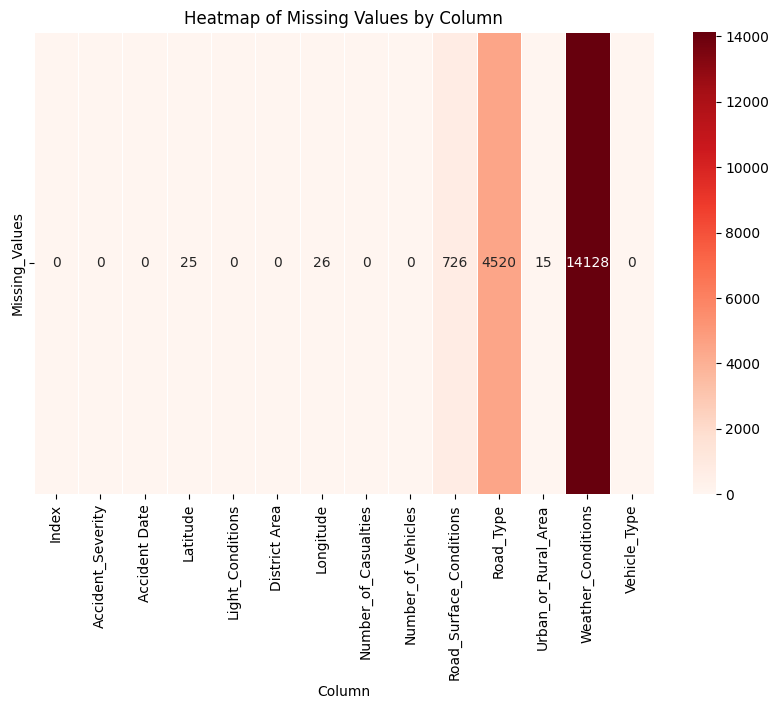 Heatmap of Missing Values by Column
Missing_Values
0 0 0 25 0 0 26 0 0 726 4520 15 14128 0
14000
12000
10000
8000
6000
4000
2000
0
Index
Accident_Severity
Accident Date
Latitude
Light_Conditions
District Area
Longitude
Number_of_Casualties
Number_of_Vehicles
Road_Surface_Conditions
Road_Type
Urban_or_Rural_Area
Weather_Conditions
Vehicle_Type
Column